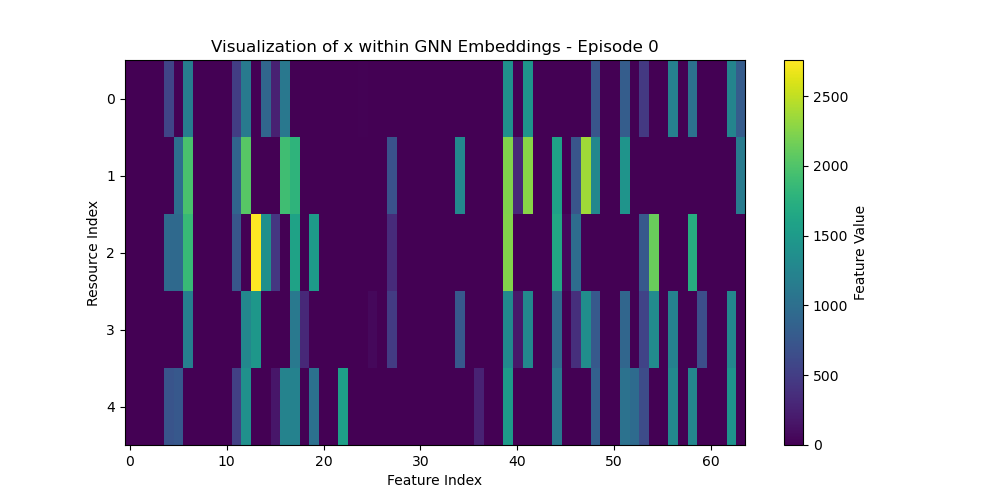 Visualization of x within GNN Embeddings - Episode 0
0
1
2
3
4
Resource Index
0 10 20 30 40 50 60
Feature Index
2500
2000
1500
1000
500
0
Feature Value